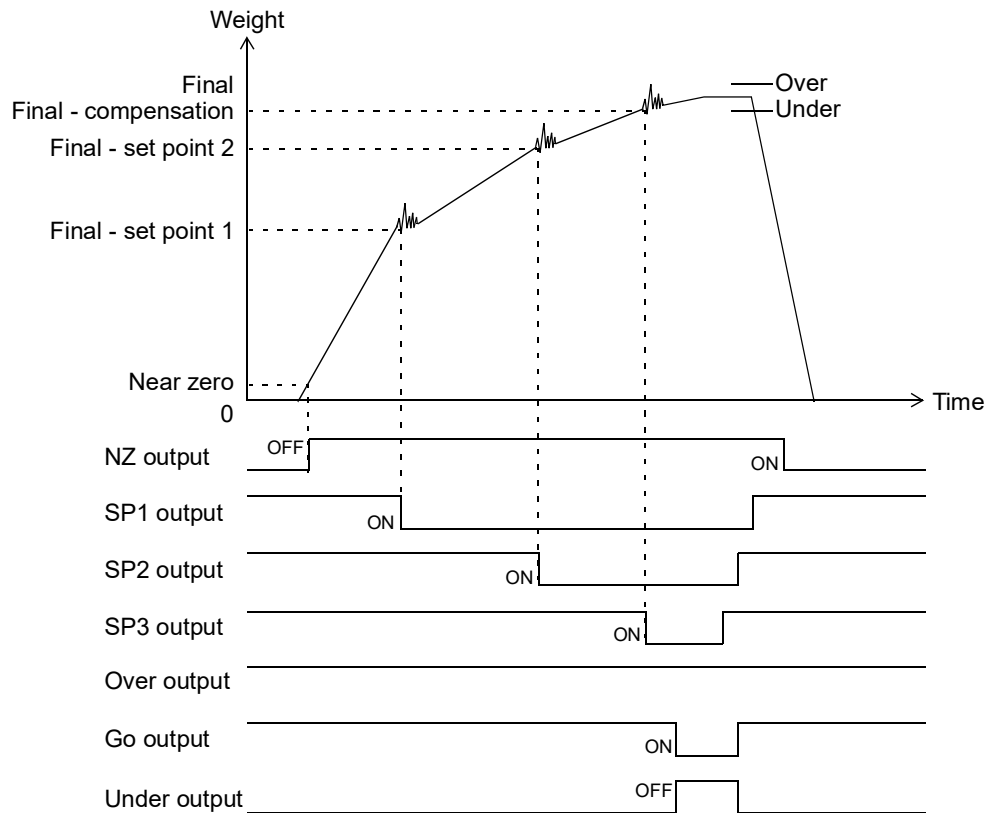 Weight
Final
Over
Final - compensation
Under
Final - set point 2
Final - set point 1
Near zero
0
Time
NZ output
OFF
ON
SP1 output
ON
SP2 output
ON
SP3 output
ON
Over output
Go output
ON
Under output
OFF